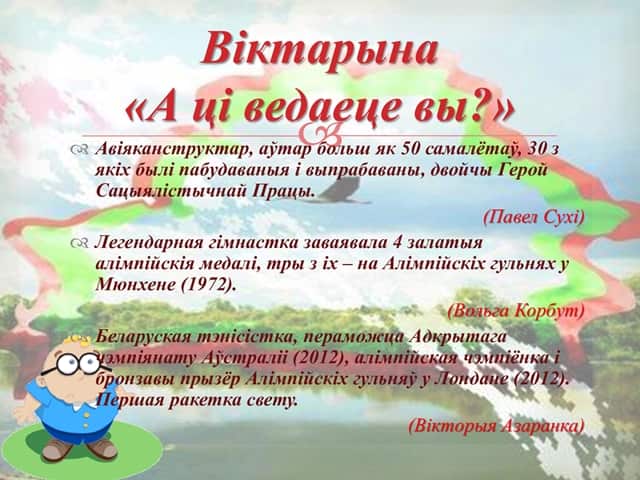 Віктарына
«А ці ведаеце вы?»
Авіяканструктар, аўтар больш як 50 самалётаў, 30 з
якіх былі пабудаваныя і выпрабаваны, двойчы Герой
Сацыялістычнай Працы.
(Павел Сухі)
Легендарная гімнастка заваявала 4 залатыя
алімпійскія медалі, тры з іх – на Алімпійскіх гульнях у
Мюнхене (1972).
(Вольга Корбут)
Беларуская тэнісістка, пераможца Адкрытага
чэмпіянату Аўстраліі (2012), алімпійская чэмпіёнка і
бронзавы прызёр Алімпійскіх гульняў у Лондане (2012).
Першая ракетка свету.
(Вікторыя Азаранка)